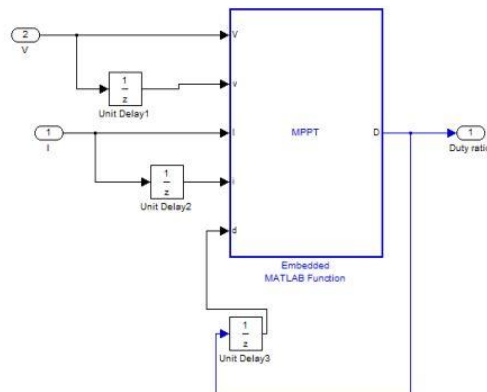 2
V
V
1
z
v
Unit Delay1
1
I
I
MPPT
D
1
Duty ratio
1
z
i
Unit Delay2
d
Embedded
MATLAB Function
1
z
Unit Delay3